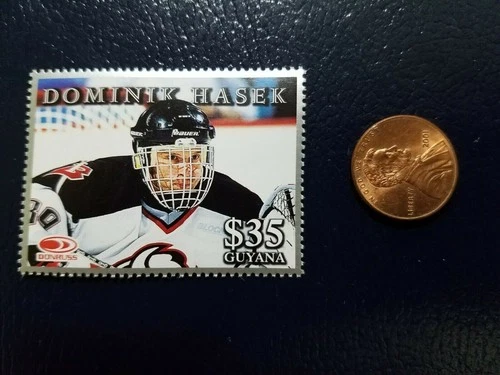 DOMINIK HASEK
BAUER
$35
GUYANA
DONRUSS
LIBERTY